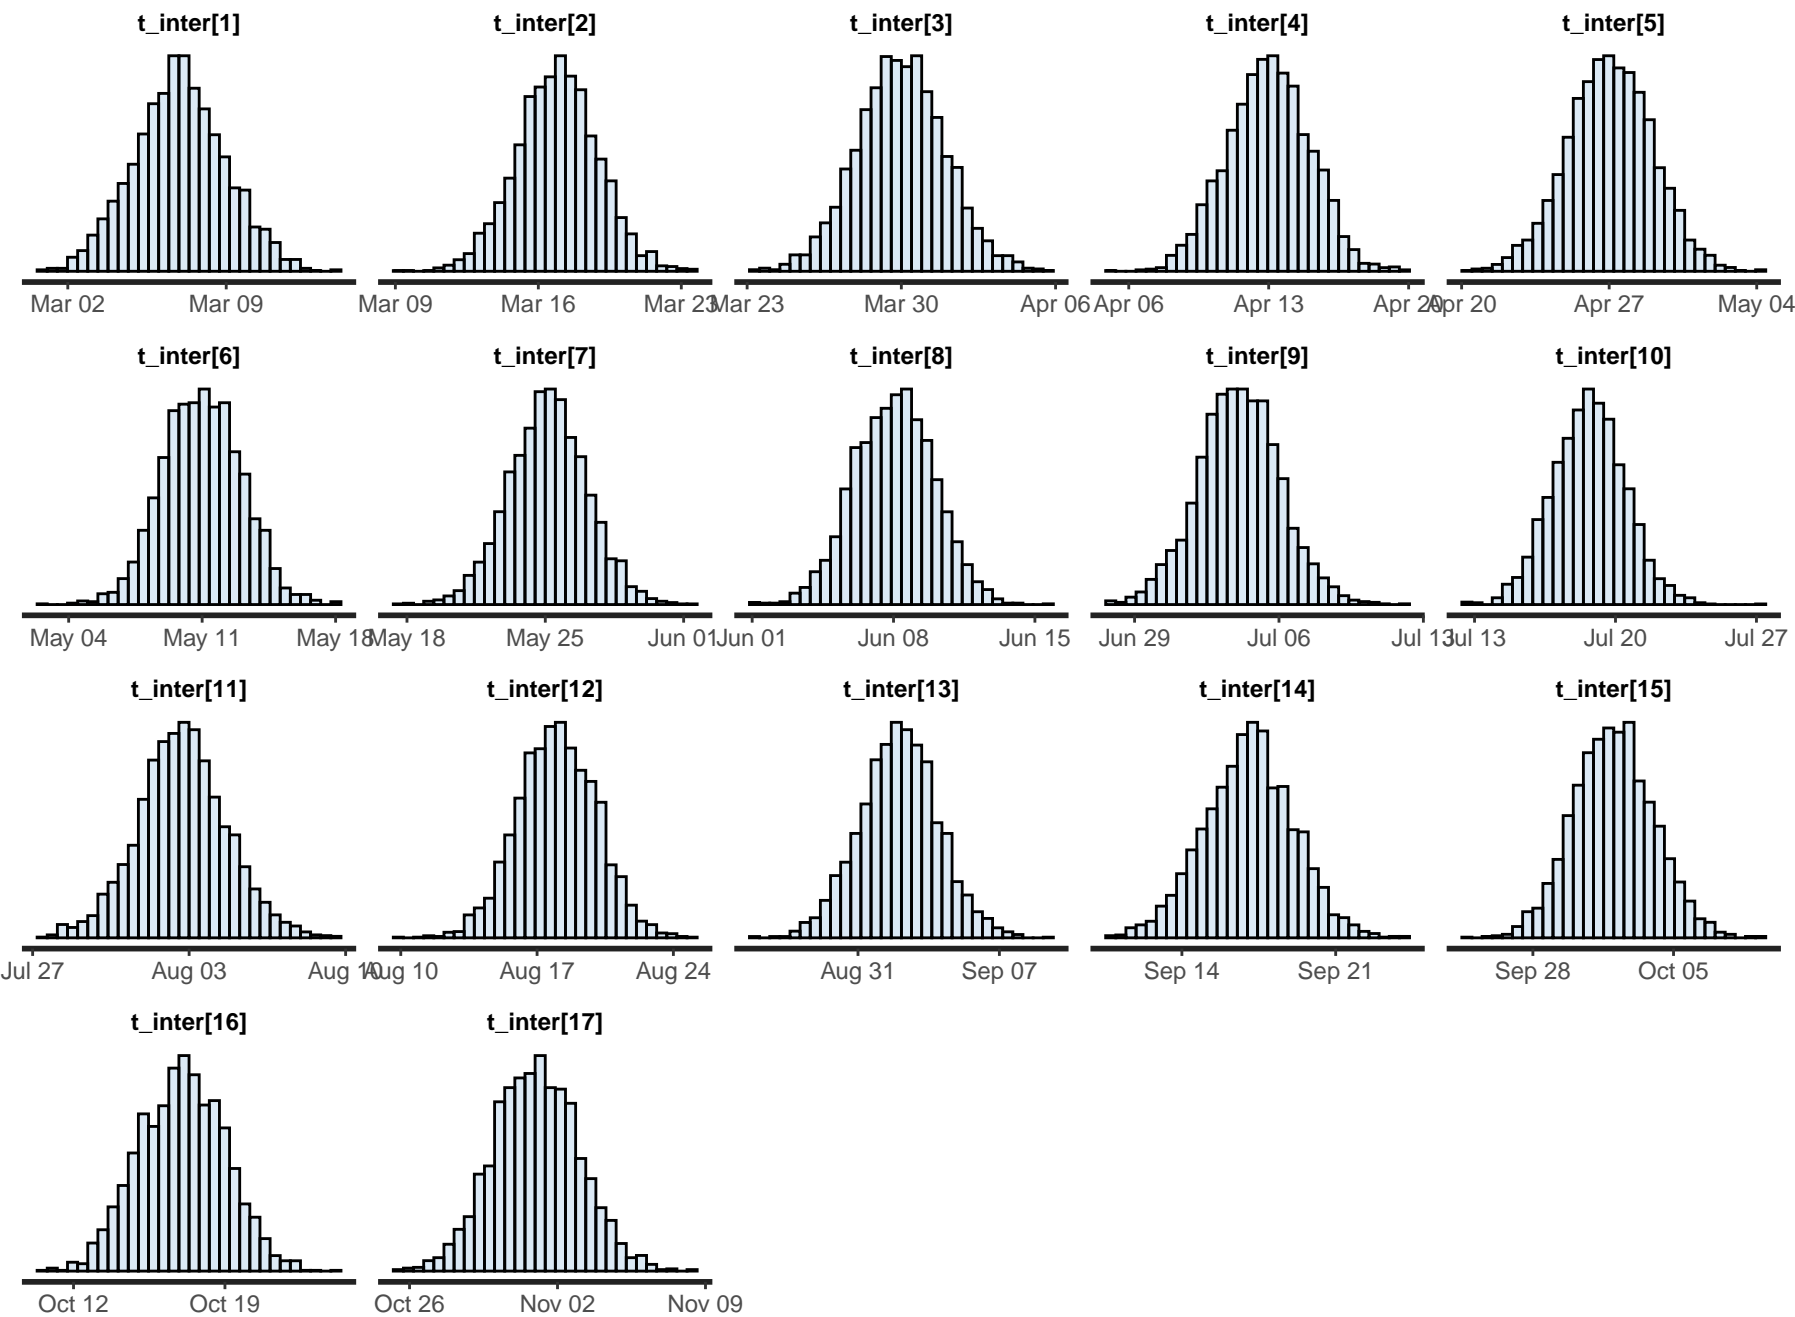 t_inter[1] t_inter[2] t_inter[3] t_inter[4] t_inter[5]
Mar 02 Mar 09 Mar 09 Mar 16 Mar 23 Mar 23 Mar 30 Apr 06 Apr 06 Apr 13 Apr 20 Apr 20 Apr 27 May 04
t_inter[6] t_inter[7] t_inter[8] t_inter[9] t_inter[10]
May 04 May 11 May 18 May 18 May 25 Jun 01 Jun 01 Jun 08 Jun 15 Jun 29 Jul 06 Jul 13 Jul 13 Jul 20 Jul 27
t_inter[11] t_inter[12] t_inter[13] t_inter[14] t_inter[15]
Jul 27 Aug 03 Aug 10 Aug 10 Aug 17 Aug 24 Aug 31 Sep 07 Sep 14 Sep 21 Sep 28 Oct 05
t_inter[16] t_inter[17]
Oct 12 Oct 19 Oct 26 Nov 02 Nov 09